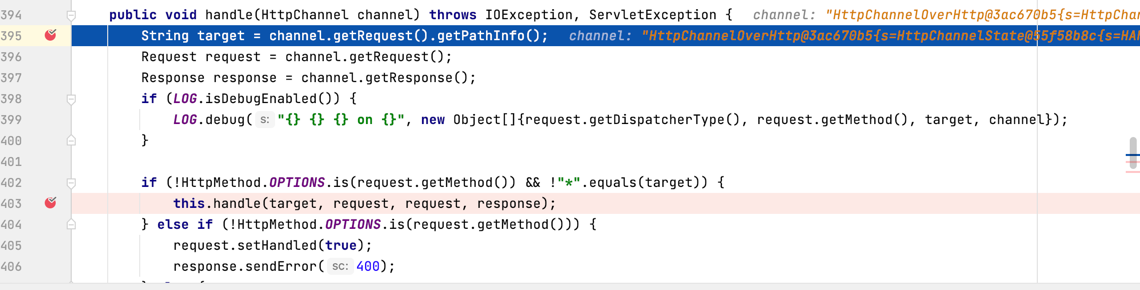 394 public void handle(HttpChannel channel) throws IOException, ServletException { channel: "HttpChannelOverHttp@3ac670b5{s=HttpChan
395 String target = channel.getRequest().getPathInfo(); channel: "HttpChannelOverHttp@3ac670b5{s=HttpChannelState@55f58b8c{s=HAN
396 Request request = channel.getRequest();
397 Response response = channel.getResponse();
398 if (LOG.isDebugEnabled()) {
399 LOG.debug( s: "{} {} {} on {}", new Object[]{request.getDispatcherType(), request.getMethod(), target, channel});
400 }
401
402 if (!HttpMethod.OPTIONS.is(request.getMethod()) && !"*".equals(target)) {
403 this.handle(target, request, request, response);
404 } else if (!HttpMethod.OPTIONS.is(request.getMethod())) {
405 request.setHandled(true);
406 response.sendError( sc: 400);